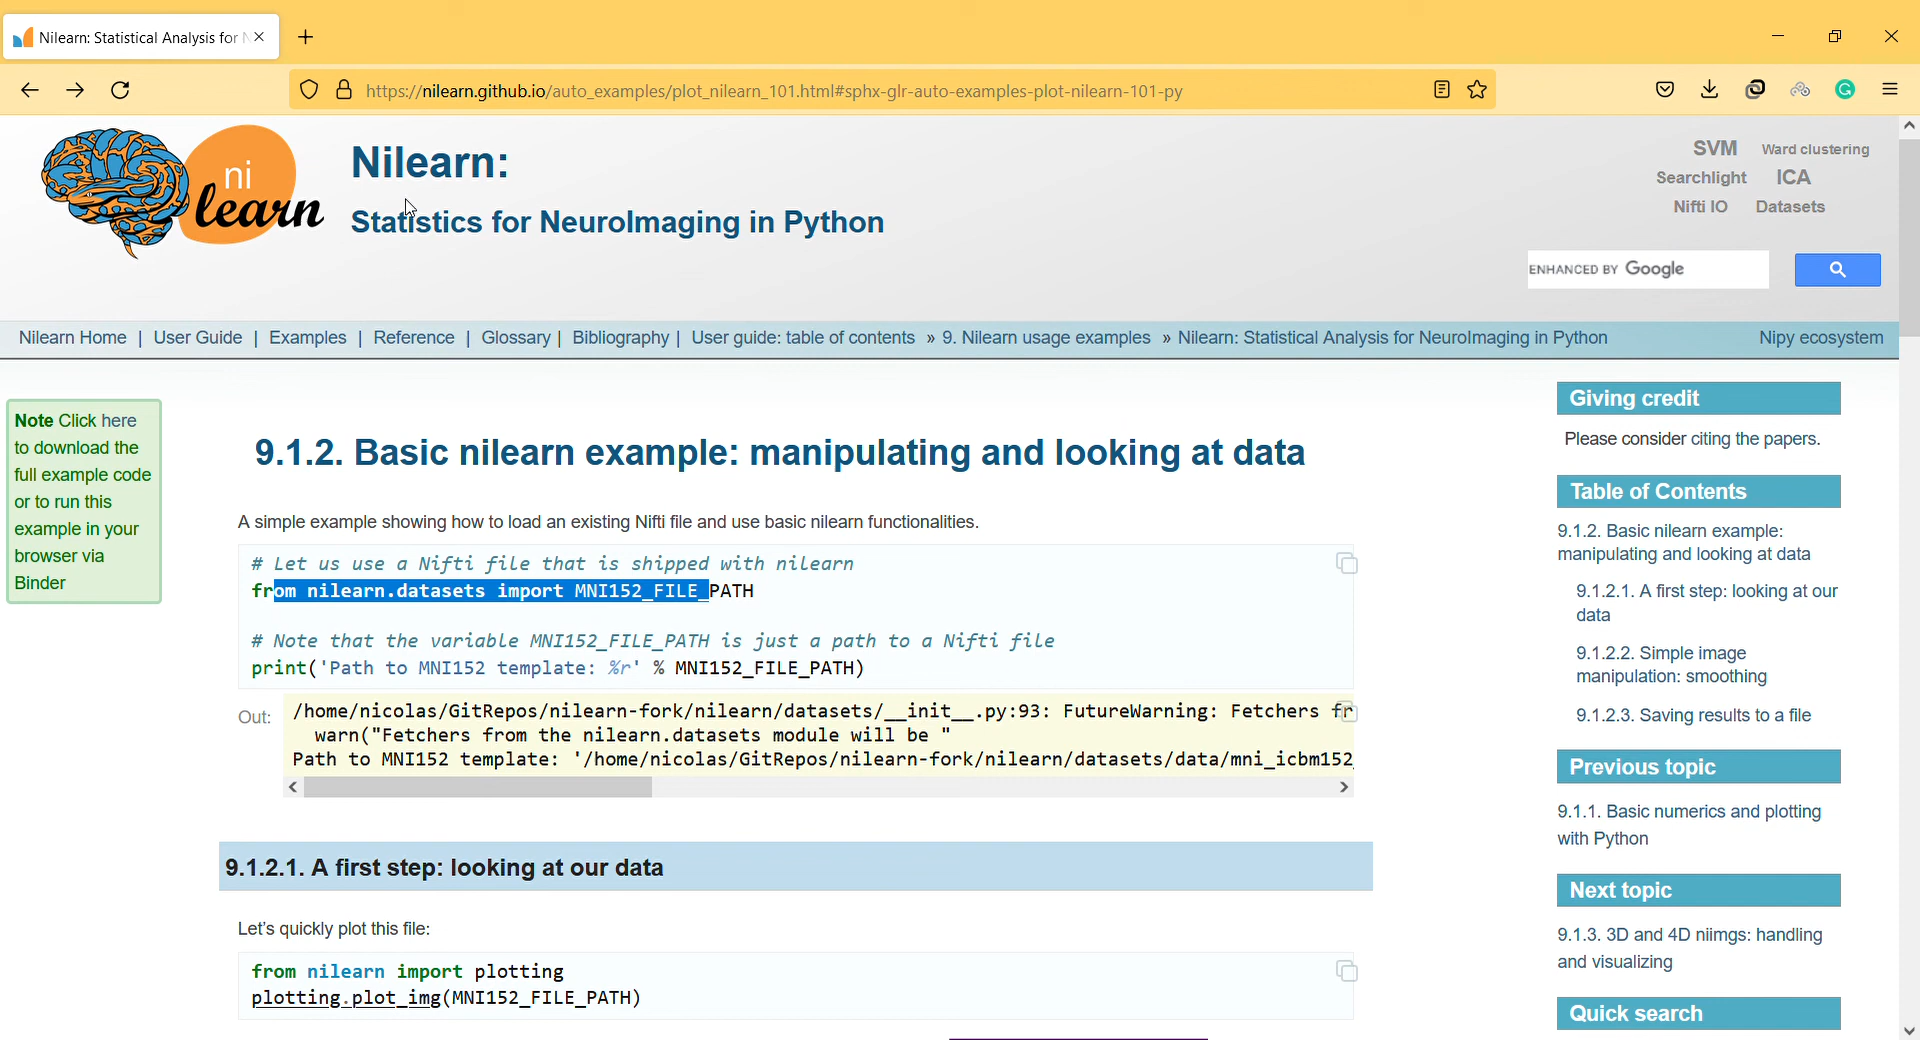 Nilearn: Statistical Analysis for
https://nilearn.github.io/auto_examples/plot_nilearn_101.html#sphx-glr-auto-examples-plot-nilearn-101-py
ni
learn
Nilearn:
Statistics for NeuroImaging in Python
SVM Ward clustering
Searchlight ICA
Nifti IO Datasets
ENHANCED BY Google
Nilearn Home | User Guide | Examples | Reference | Glossary | Bibliography | User guide: table of contents » 9. Nilearn usage examples » Nilearn: Statistical Analysis for NeuroImaging in Python Nipy ecosystem
Note Click here
to download the
full example code
or to run this
example in your
browser via
Binder
9.1.2. Basic nilearn example: manipulating and looking at data
A simple example showing how to load an existing Nifti file and use basic nilearn functionalities.
# Let us use a Nifti file that is shipped with nilearn
from nilearn.datasets import MNI152_FILE_PATH
# Note that the variable MNI152_FILE_PATH is just a path to a Nifti file
print('Path to MNI152 template: %r' % MNI152_FILE_PATH)
Out:
/home/nicolas/GitRepos/nilearn-fork/nilearn/datasets/__init__.py:93: FutureWarning: Fetchers fr
warn("Fetchers from the nilearn.datasets module will be "
Path to MNI152 template: '/home/nicolas/GitRepos/nilearn-fork/nilearn/datasets/data/mni_icbm152_
9.1.2.1. A first step: looking at our data
Let's quickly plot this file:
from nilearn import plotting
plotting.plot_img(MNI152_FILE_PATH)
Giving credit
Please consider citing the papers.
Table of Contents
9.1.2. Basic nilearn example:
manipulating and looking at data
9.1.2.1. A first step: looking at our
data
9.1.2.2. Simple image
manipulation: smoothing
9.1.2.3. Saving results to a file
Previous topic
9.1.1. Basic numerics and plotting
with Python
Next topic
9.1.3. 3D and 4D niimgs: handling
and visualizing
Quick search